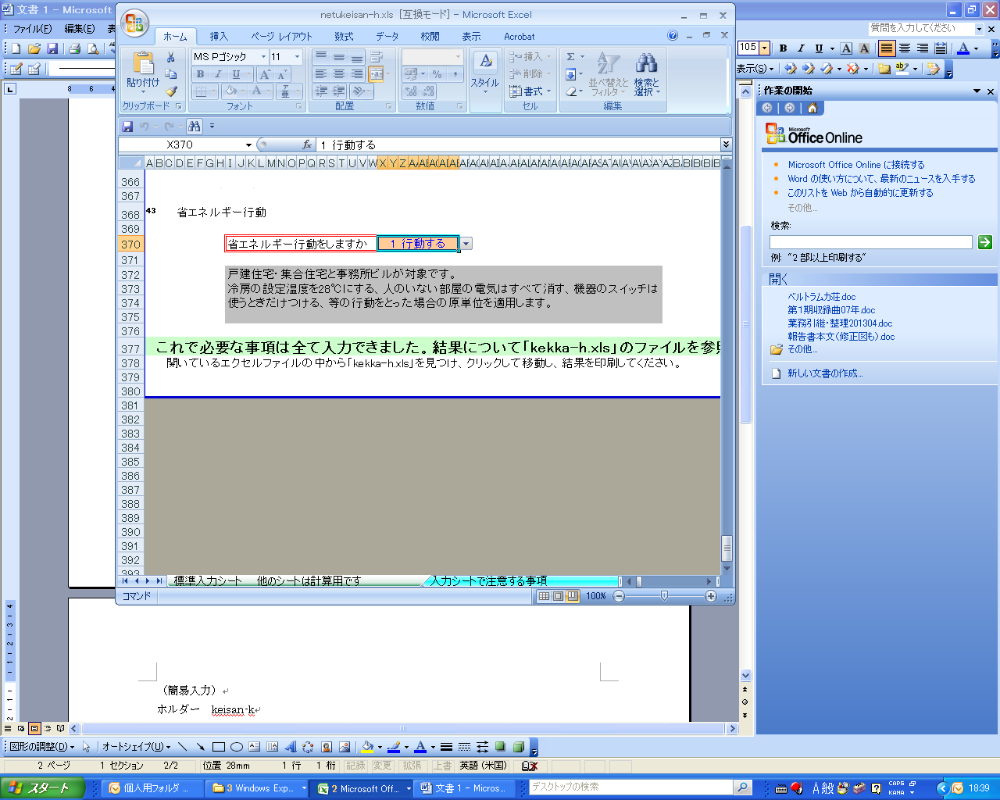 文書 1 - Microsoft
netukeisan-h.xls [互換モード] - Microsoft Excel
ファイル(F) 編集(E) 表
質問を入力してください
ホーム 挿入 ページ レイアウト 数式 データ 校閲 表示 Acrobat
MS Pゴシック 11
10.5
貼り付け
スタイル
挿入
削除
書式
並べ替えと
フィルタ
検索と
選択
クリップボード フォント 配置 数値 セル 編集
表示(S)
X370 1 行動する
作業の開始
Microsoft
Office Online
Microsoft Office Online に接続する
Word の使い方について、最新のニュースを入手する
このリストを Web から自動的に更新する
その他...
検索:
例: "2 部以上印刷する"
開く
ベルトラムカ荘.doc
第1期収録曲07年.doc
業務引継・整理201304.doc
報告書本文(修正図も).doc
その他...
新しい文書の作成...
366
367
368 43 省エネルギー行動
369
370 省エネルギー行動をしますか 1 行動する
371
372 戸建住宅・集合住宅と事務所ビルが対象です。
373 冷房の設定温度を28℃にする、人のいない部屋の電気はすべて消す、機器のスイッチは
374 使うときだけつける、等の行動をとった場合の原単位を適用します。
375
376
377 これで必要な事項は全て入力できました。結果について「kekka-h.xls」のファイルを参照
378 開いているエクセルファイルの中から「kekka-h.xls」を見つけ、クリックして移動し、結果を印刷してください。
379
380
381
382
383
384
385
386
387
388
389
390
391
392
393
標準入力シート 他のシートは計算用です 入力シートで注意する事項
コマンド 100%
(簡易入力)
ホルダー keisan-k
図形の調整(D) オートシェイプ(U)
2 ページ 1 セクション 2/2 位置 28mm 1 行 1 桁 記録 変更 拡張 上書 英語 (米国)
スタート 個人用フォルダ ... 3 Windows Exp... 2 Microsoft Off... 文書 1 - Micros... デスクトップの検索 A 般 CAPS KANA 18:39